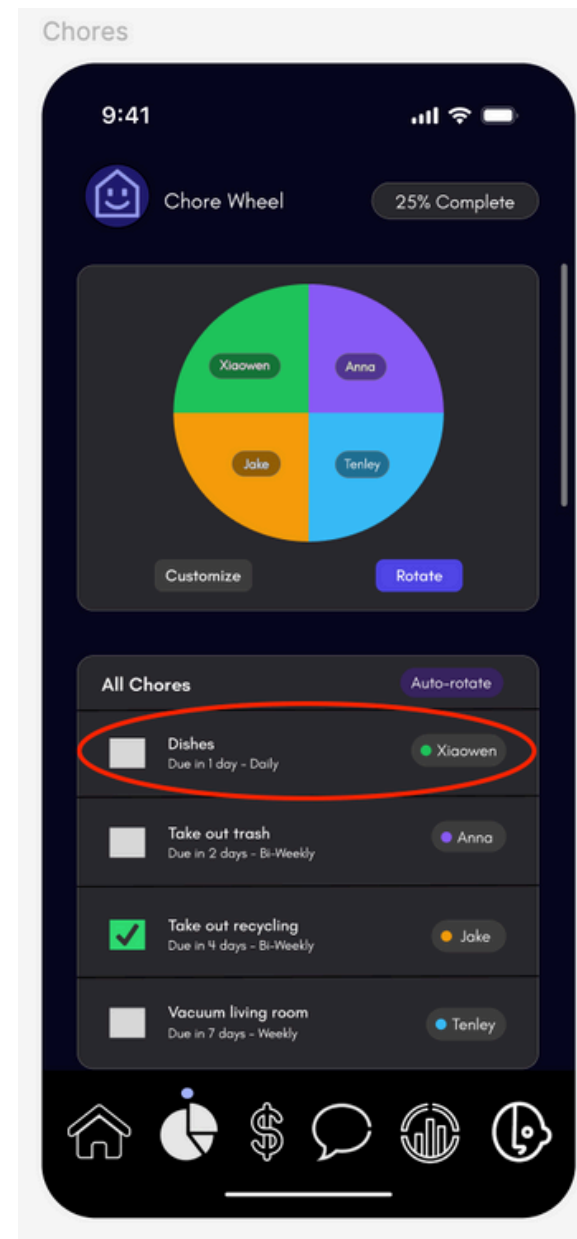 Chores
9:41
Chore Wheel
25% Complete
Xiaowen
Anna
Jake
Tenley
Customize
Rotate
All Chores
Auto-rotate
Dishes
Xiaowen
Due in 1 day - Daily
Take out trash
Anna
Due in 2 days - Bi-Weekly
Take out recycling
Jake
Due in 4 days - Bi-Weekly
Vacuum living room
Tenley
Due in 7 days - Weekly